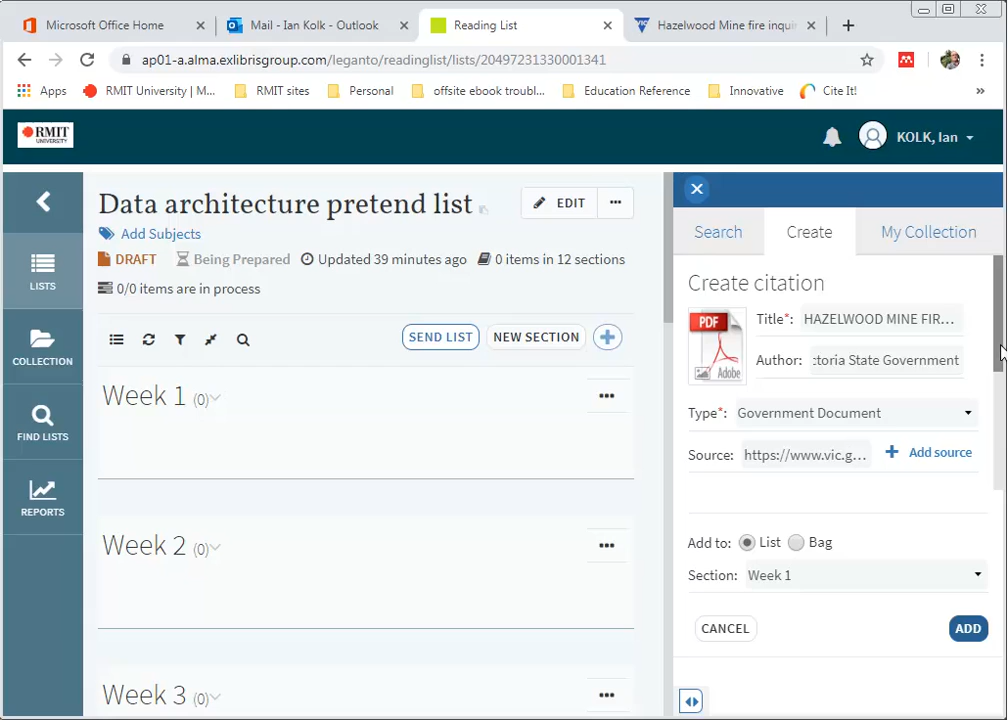 Microsoft Office Home
Mail - Ian Kolk - Outlook
Reading List
Hazelwood Mine fire inqui
ap01-a.alma.exlibrisgroup.com/leganto/readinglist/lists/20497231330001341
Apps
RMIT University | M...
RMIT sites
Personal
offsite ebook troubl...
Education Reference
Innovative
Cite It!
»
RMIT
UNIVERSITY
KOLK, Ian
Data architecture pretend list
EDIT
Add Subjects
DRAFT
Being Prepared
Updated 39 minutes ago
0 items in 12 sections
0/0 items are in process
SEND LIST
NEW SECTION
Week 1 (0)
Week 2 (0)
Week 3 (0)
LISTS
COLLECTION
FIND LISTS
REPORTS
Search
Create
My Collection
Create citation
PDF
Adobe
Title*: HAZELWOOD MINE FIR...
Author: ctoria State Government
Type*: Government Document
Source: https://www.vic.g...
Add source
Add to: List Bag
Section: Week 1
CANCEL
ADD